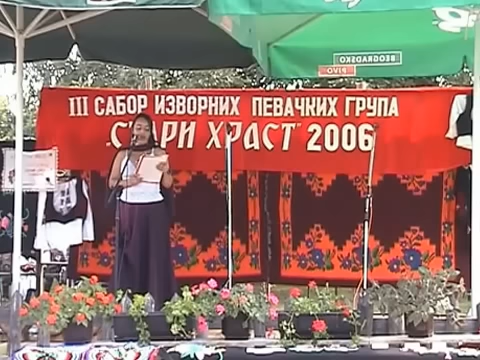 BEOGRADSKO
PIVO
III САБОР ИЗВОРНИХ ПЕВАЧКИХ ГРУПА
„СТАРИ ХРАСТ" 2006